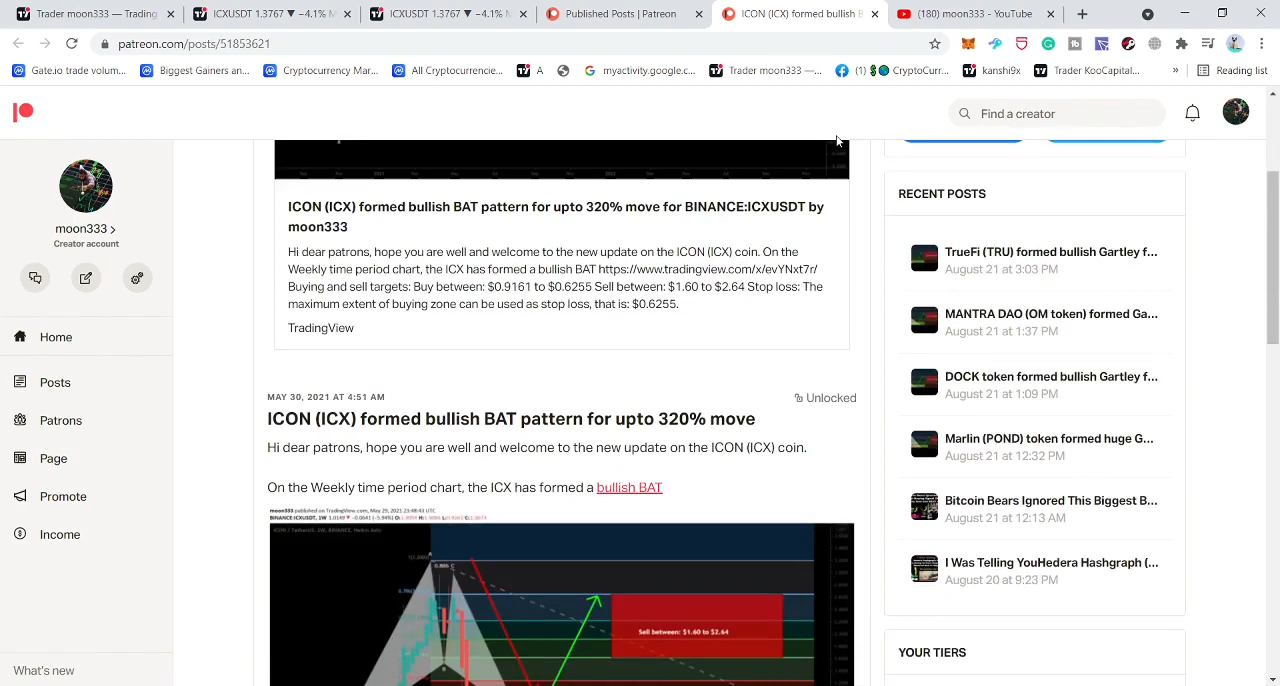 Trader moon333 — Trading
ICXUSDT 1.3767 ▼ −4.1% M
ICXUSDT 1.3767 ▼ −4.1% M
Published Posts | Patreon
ICON (ICX) formed bullish B
(180) moon333 - YouTube
patreon.com/posts/51853621
Gate.io trade volum...
Biggest Gainers an...
Cryptocurrency Mar...
All Cryptocurrencie...
A
myactivity.google.c...
Trader moon333 —...
(1) CryptoCurr...
kanshi9x
Trader KooCapital...
»
Reading list
Find a creator
moon333
Creator account
Home
Posts
Patrons
Page
Promote
Income
What's new
ICON (ICX) formed bullish BAT pattern for upto 320% move for BINANCE:ICXUSDT by
moon333
Hi dear patrons, hope you are well and welcome to the new update on the ICON (ICX) coin. On the
Weekly time period chart, the ICX has formed a bullish BAT https://www.tradingview.com/x/evYNxt7r/
Buying and sell targets: Buy between: $0.9161 to $0.6255 Sell between: $1.60 to $2.64 Stop loss: The
maximum extent of buying zone can be used as stop loss, that is: $0.6255.
TradingView
MAY 30, 2021 AT 4:51 AM
Unlocked
ICON (ICX) formed bullish BAT pattern for upto 320% move
Hi dear patrons, hope you are well and welcome to the new update on the ICON (ICX) coin.
On the Weekly time period chart, the ICX has formed a bullish BAT
moon333 published on TradingView.com, May 29, 2021 23:48:43 UTC
Sell between: $1.60 to $2.64
RECENT POSTS
TrueFi (TRU) formed bullish Gartley f...
August 21 at 3:03 PM
MANTRA DAO (OM token) formed Ga...
August 21 at 1:37 PM
DOCK token formed bullish Gartley f...
August 21 at 1:09 PM
Marlin (POND) token formed huge G...
August 21 at 12:32 PM
Bitcoin Bears Ignored This Biggest B...
August 21 at 12:13 AM
I Was Telling YouHedera Hashgraph (...
August 20 at 9:23 PM
YOUR TIERS